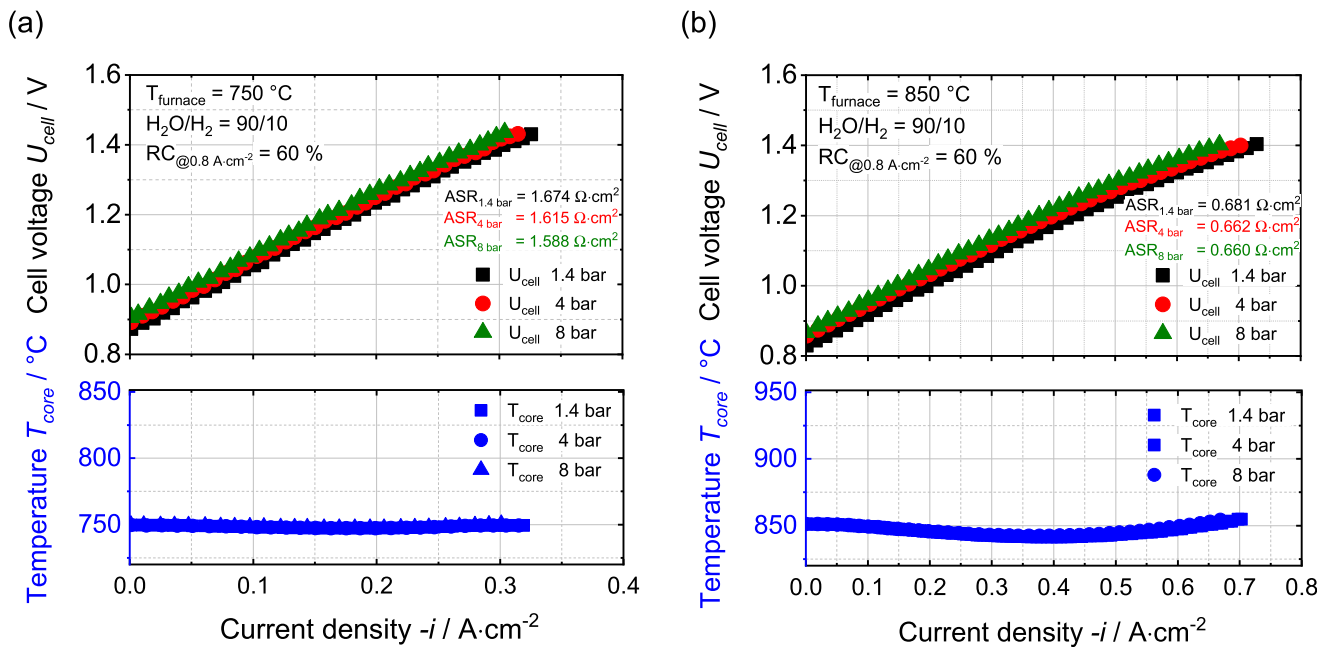 (a)
1.6
1.4
1.2
1.0
0.8
Cell voltage U_cell / V
T_furnace = 750 °C
H2O/H2 = 90/10
RC_@0.8 A·cm-2 = 60 %
ASR_1.4 bar = 1.674 Ω·cm²
ASR_4 bar = 1.615 Ω·cm²
ASR_8 bar = 1.588 Ω·cm²
U_cell 1.4 bar
U_cell 4 bar
U_cell 8 bar
850
800
750
Temperature T_core / °C
T_core 1.4 bar
T_core 4 bar
T_core 8 bar
0.0 0.1 0.2 0.3 0.4
Current density -i / A·cm-2
(b)
1.6
1.4
1.2
1.0
0.8
Cell voltage U_cell / V
T_furnace = 850 °C
H2O/H2 = 90/10
RC_@0.8 A·cm-2 = 60 %
ASR_1.4 bar = 0.681 Ω·cm²
ASR_4 bar = 0.662 Ω·cm²
ASR_8 bar = 0.660 Ω·cm²
U_cell 1.4 bar
U_cell 4 bar
U_cell 8 bar
950
900
850
Temperature T_core / °C
T_core 1.4 bar
T_core 4 bar
T_core 8 bar
0.0 0.1 0.2 0.3 0.4 0.5 0.6 0.7 0.8
Current density -i / A·cm-2